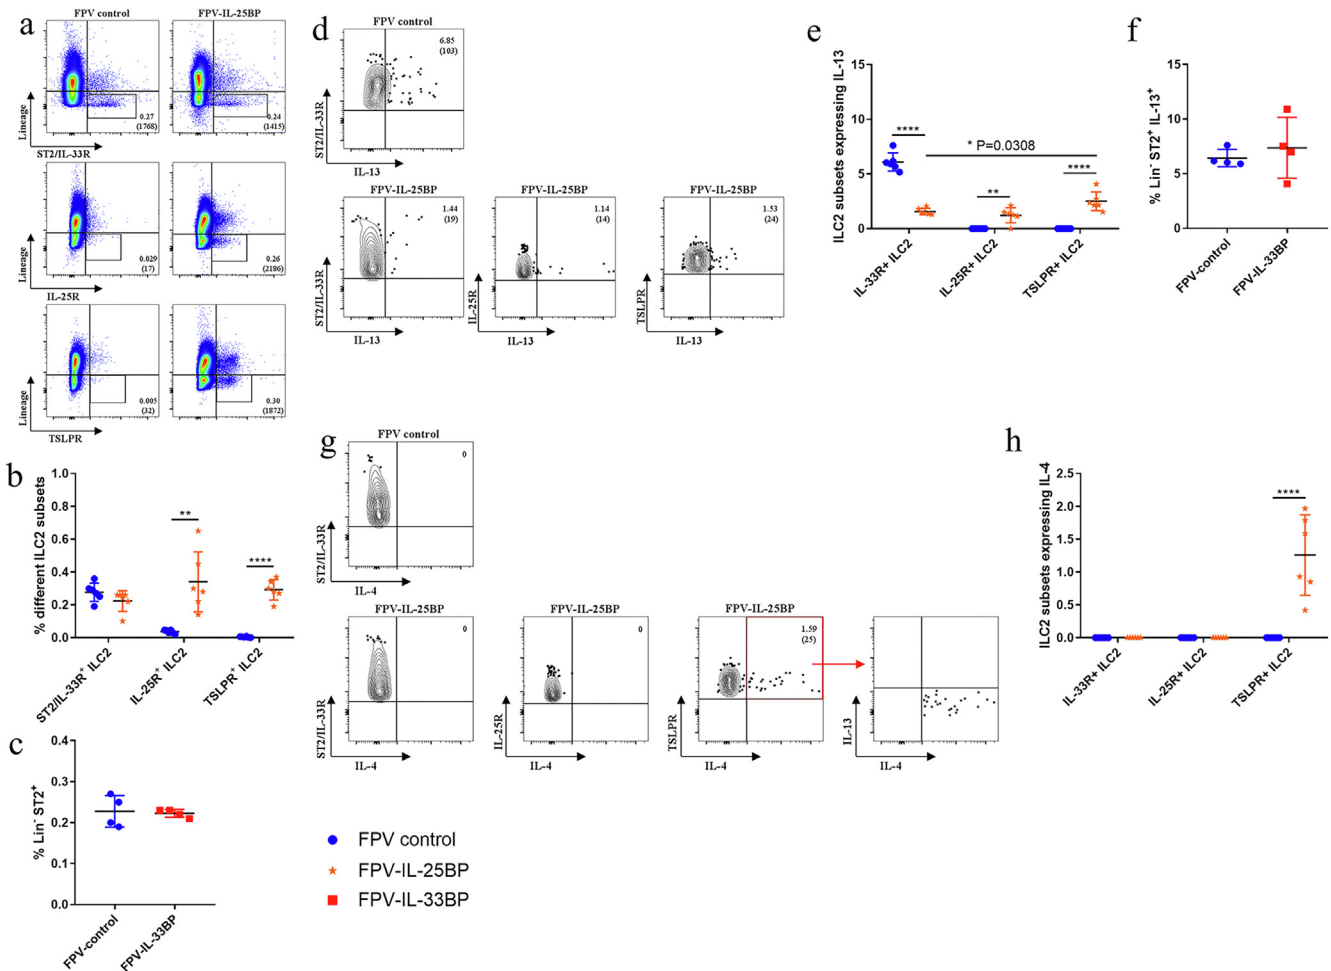 a
FPV control
FPV-IL-25BP
Lineage
0.27
(1768)
0.24
(1415)
ST2/IL-33R
Lineage
0.029
(17)
0.26
(2186)
IL-25R
Lineage
0.005
(32)
0.30
(1872)
TSLPR
b
% different ILC2 subsets
1.0
0.8
0.6
0.4
0.2
0.0
**
****
ST2/IL-33R+ ILC2
IL-25R+ ILC2
TSLPR+ ILC2
c
% Lin- ST2+
0.4
0.3
0.2
0.1
0.0
FPV-control
FPV-IL-33BP
d
FPV control
6.85
(103)
ST2/IL-33R
IL-13
FPV-IL-25BP
1.44
(19)
ST2/IL-33R
IL-13
FPV-IL-25BP
1.14
(14)
IL-25R
IL-13
FPV-IL-25BP
1.53
(24)
TSLPR
IL-13
e
ILC2 subsets expressing IL-13
15
10
5
0
****
* P=0.0308
**
****
IL-33R+ ILC2
IL-25R+ ILC2
TSLPR+ ILC2
f
% Lin- ST2+ IL-13+
15
10
5
0
FPV-control
FPV-IL-33BP
g
FPV control
0
ST2/IL-33R
IL-4
FPV-IL-25BP
0
ST2/IL-33R
IL-4
FPV-IL-25BP
0
IL-25R
IL-4
FPV-IL-25BP
1.59
(25)
TSLPR
IL-4
IL-13
IL-4
h
ILC2 subsets expressing IL-4
2.5
2.0
1.5
1.0
0.5
0.0
****
IL-33R+ ILC2
IL-25R+ ILC2
TSLPR+ ILC2
FPV control
FPV-IL-25BP
FPV-IL-33BP